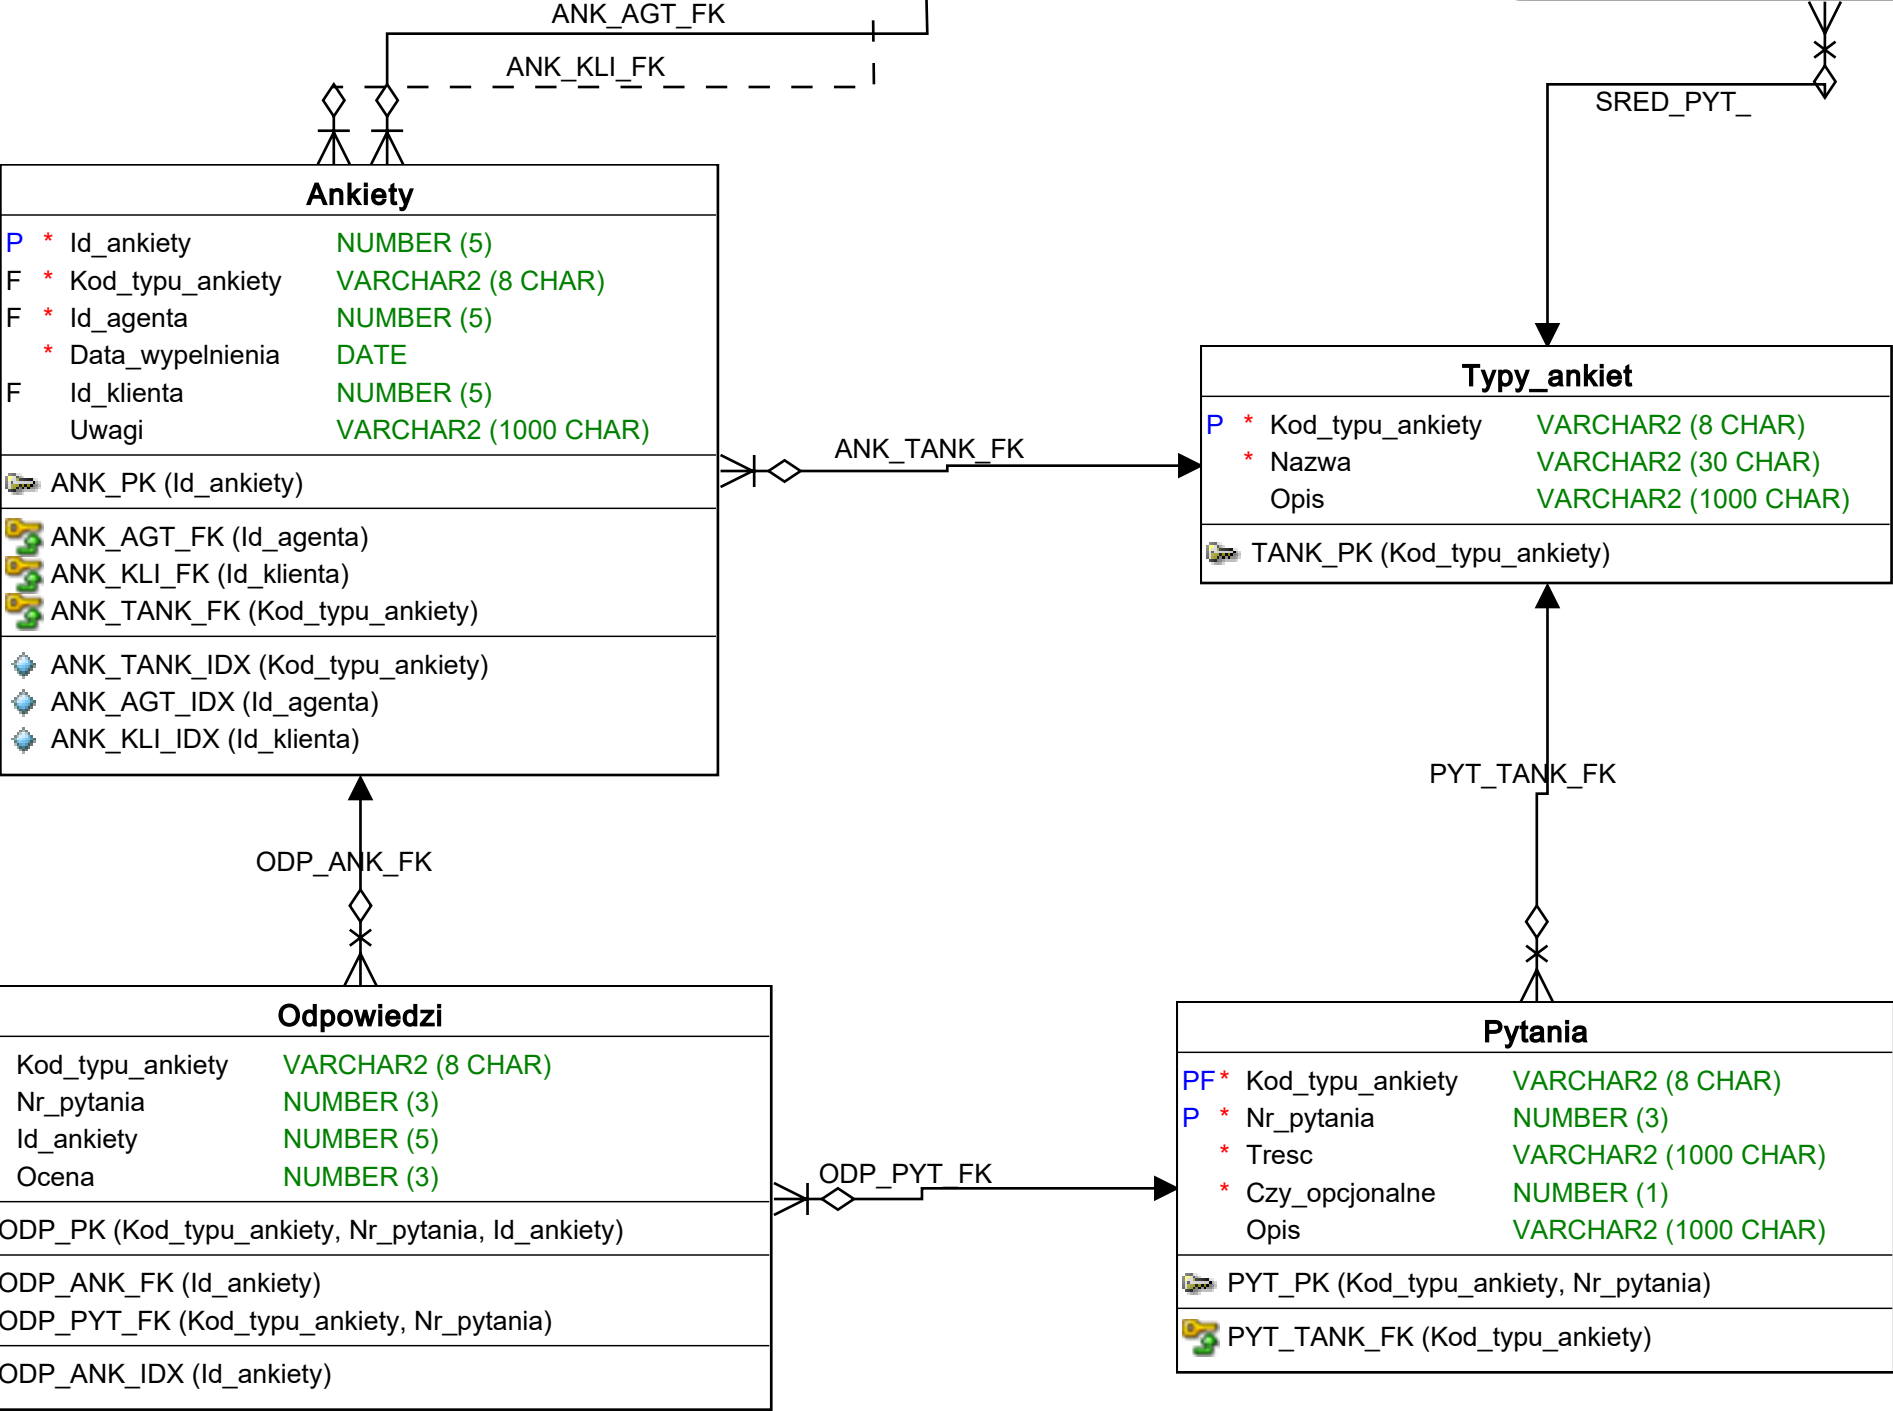 ANK_AGT_FK
ANK_KLI_FK
SRED_PYT_
Ankiety
P * Id_ankiety NUMBER (5)
F * Kod_typu_ankiety VARCHAR2 (8 CHAR)
F * Id_agenta NUMBER (5)
* Data_wypelnienia DATE
F Id_klienta NUMBER (5)
Uwagi VARCHAR2 (1000 CHAR)
ANK_PK (Id_ankiety)
ANK_AGT_FK (Id_agenta)
ANK_KLI_FK (Id_klienta)
ANK_TANK_FK (Kod_typu_ankiety)
ANK_TANK_IDX (Kod_typu_ankiety)
ANK_AGT_IDX (Id_agenta)
ANK_KLI_IDX (Id_klienta)
ANK_TANK_FK
Typy_ankiet
P * Kod_typu_ankiety VARCHAR2 (8 CHAR)
* Nazwa VARCHAR2 (30 CHAR)
Opis VARCHAR2 (1000 CHAR)
TANK_PK (Kod_typu_ankiety)
PYT_TANK_FK
ODP_ANK_FK
Odpowiedzi
Kod_typu_ankiety VARCHAR2 (8 CHAR)
Nr_pytania NUMBER (3)
Id_ankiety NUMBER (5)
Ocena NUMBER (3)
ODP_PK (Kod_typu_ankiety, Nr_pytania, Id_ankiety)
ODP_ANK_FK (Id_ankiety)
ODP_PYT_FK (Kod_typu_ankiety, Nr_pytania)
ODP_ANK_IDX (Id_ankiety)
ODP_PYT_FK
Pytania
PF * Kod_typu_ankiety VARCHAR2 (8 CHAR)
P * Nr_pytania NUMBER (3)
* Tresc VARCHAR2 (1000 CHAR)
* Czy_opcjonalne NUMBER (1)
Opis VARCHAR2 (1000 CHAR)
PYT_PK (Kod_typu_ankiety, Nr_pytania)
PYT_TANK_FK (Kod_typu_ankiety)